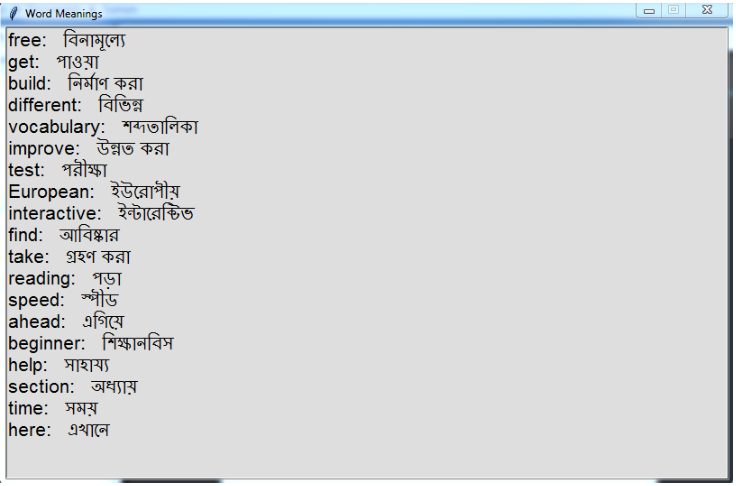 Word Meanings
free: বিনামূল্যে
get: পাওয়া
build: নির্মাণ করা
different: বিভিন্ন
vocabulary: শব্দতালিকা
improve: উন্নত করা
test: পরীক্ষা
European: ইউরোপীয়
interactive: ইন্টারেক্টিভ
find: আবিষ্কার
take: গ্রহণ করা
reading: পড়া
speed: স্পীড
ahead: এগিয়ে
beginner: শিক্ষানবিস
help: সাহায্য
section: অধ্যায়
time: সময়
here: এখানে